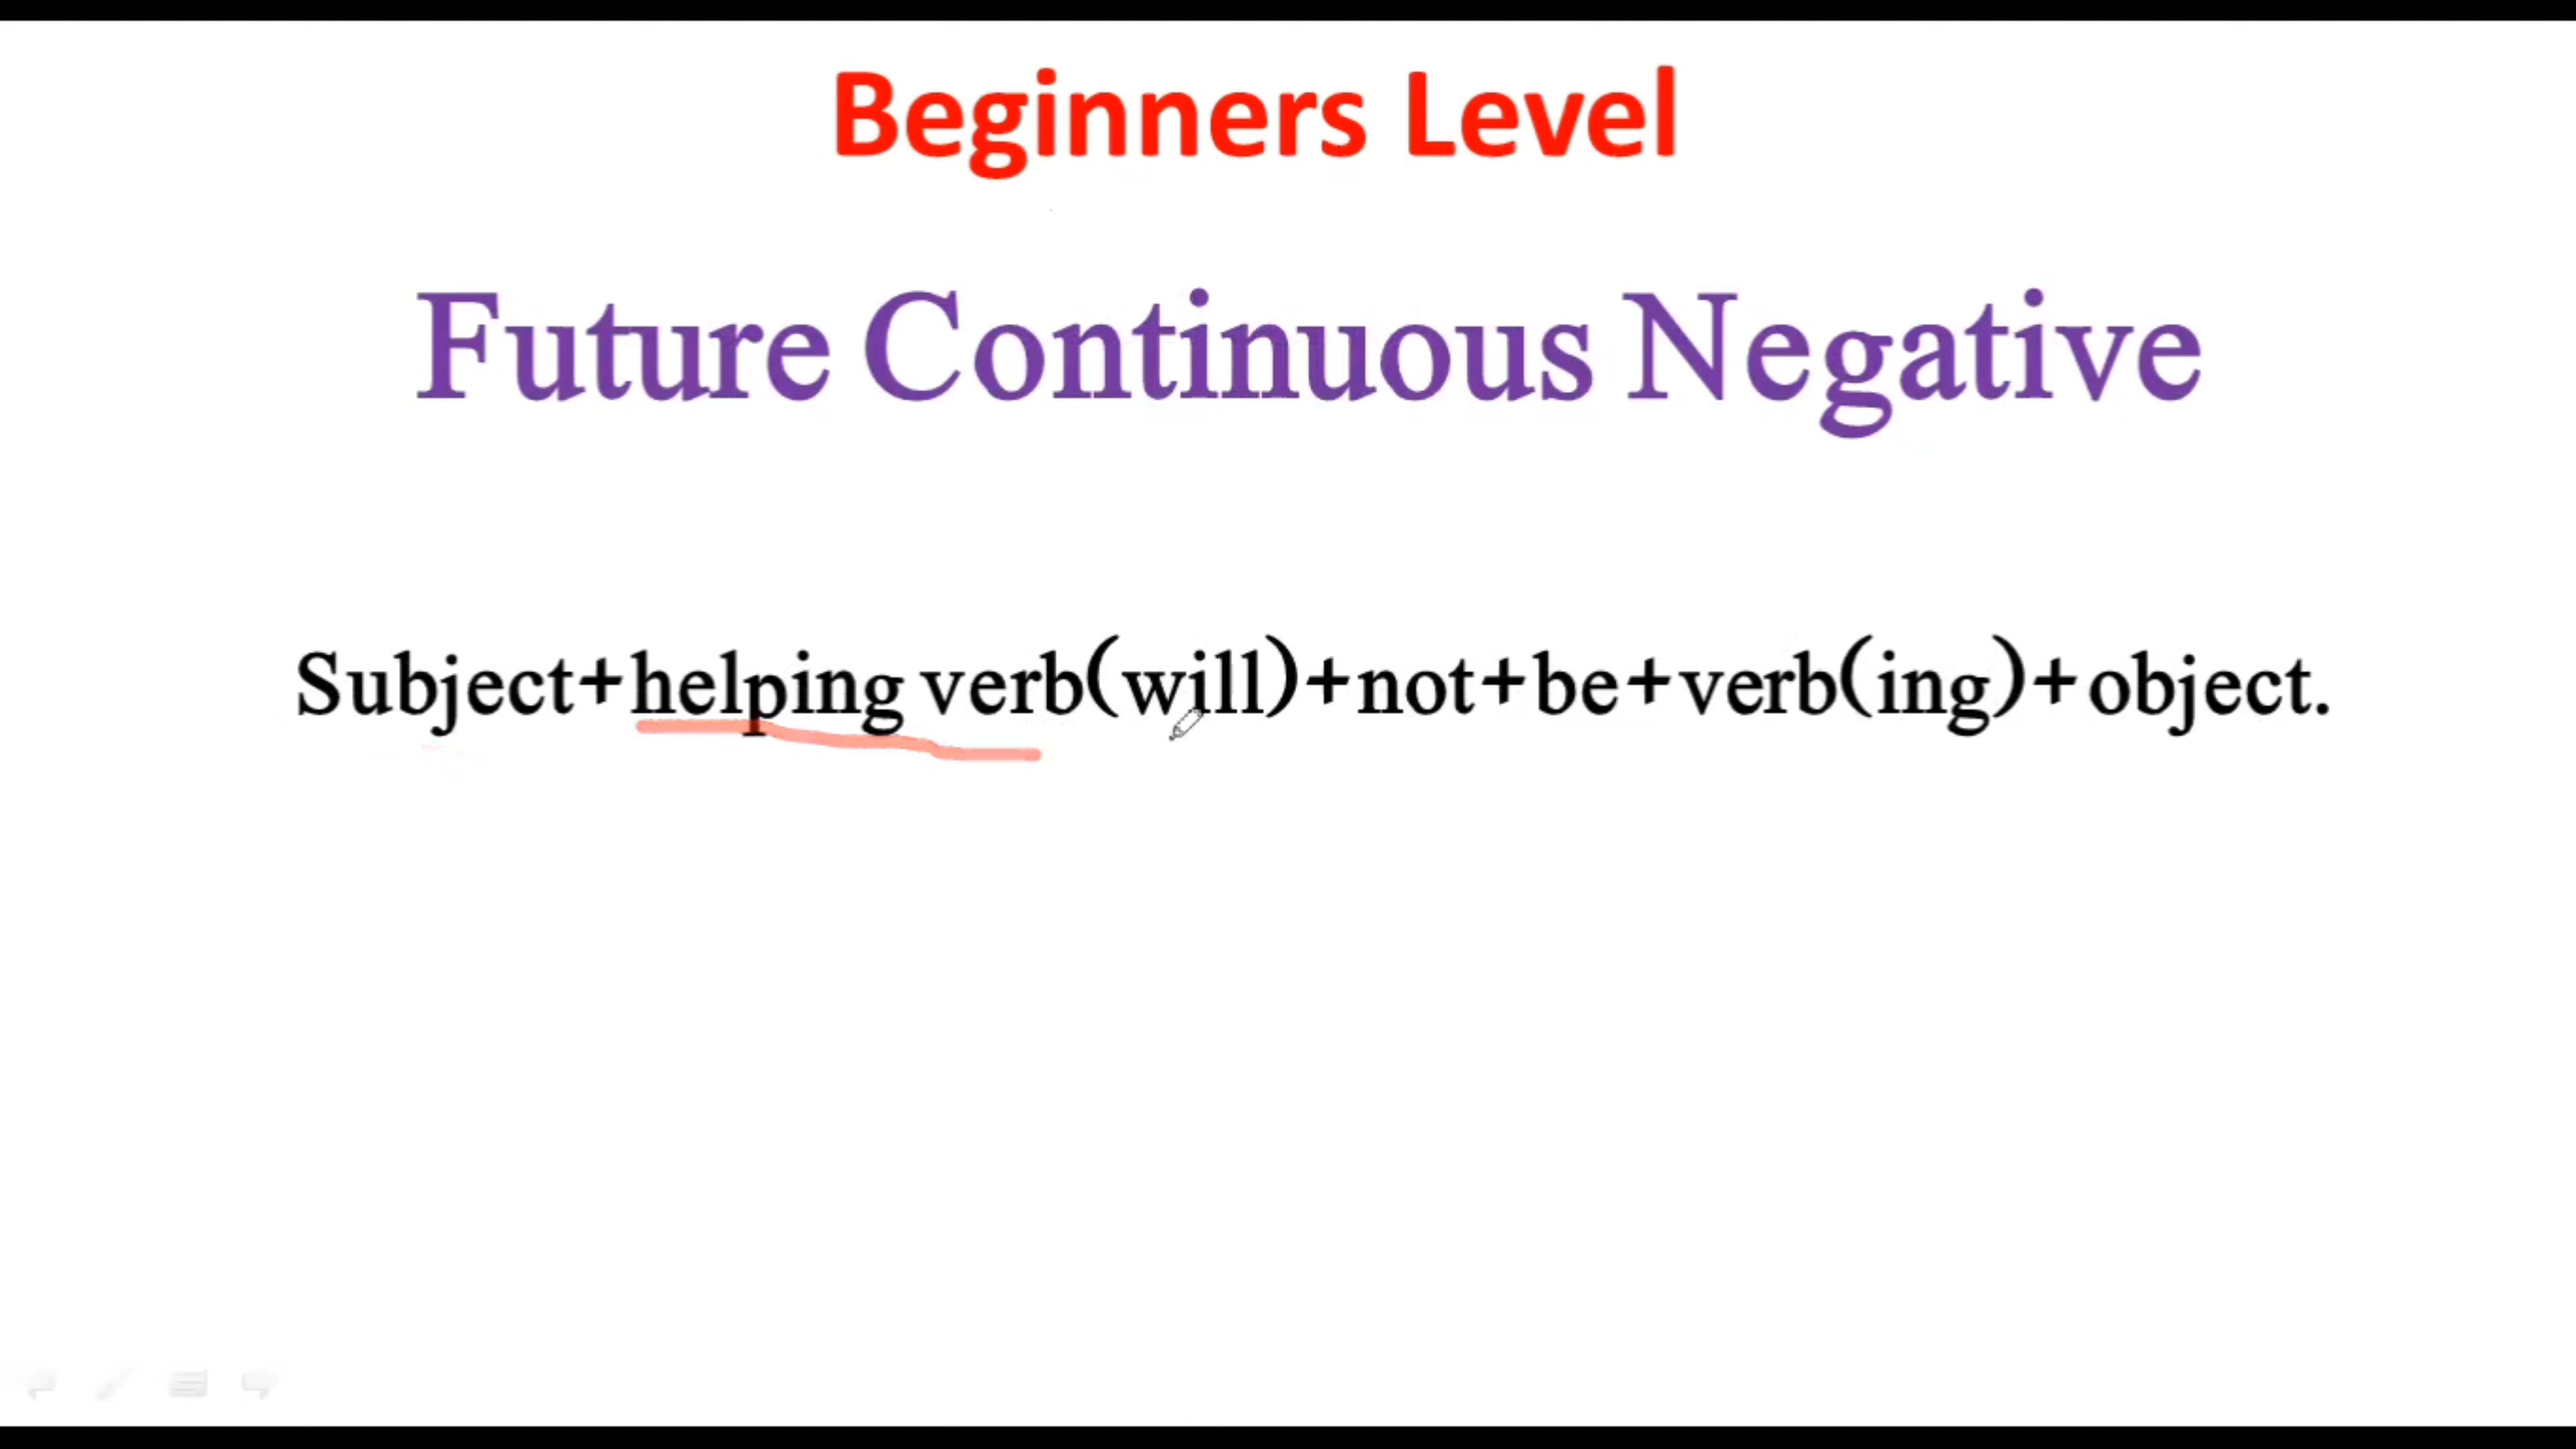 Beginners Level
Future Continuous Negative
Subject+helping verb(will)+not+be+verb(ing)+object.